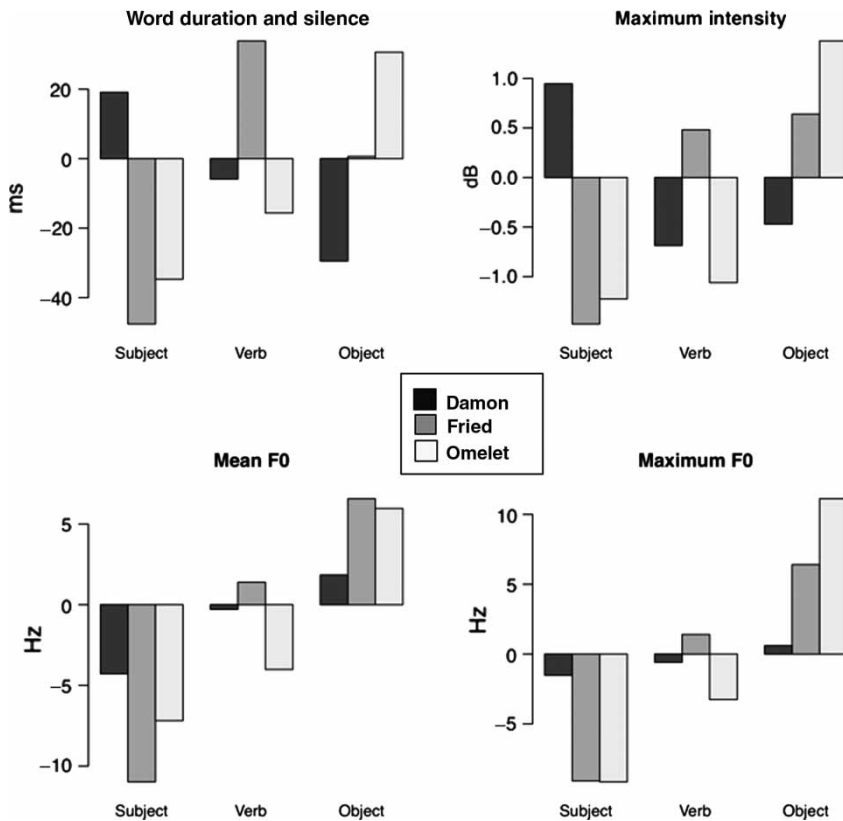 Word duration and silence
20
0
−20
−40
ms
Subject Verb Object
Maximum intensity
1.0
0.5
0.0
−0.5
−1.0
dB
Subject Verb Object
Damon
Fried
Omelet
Mean F0
5
0
−5
−10
Hz
Subject Verb Object
Maximum F0
10
5
0
−5
Hz
Subject Verb Object